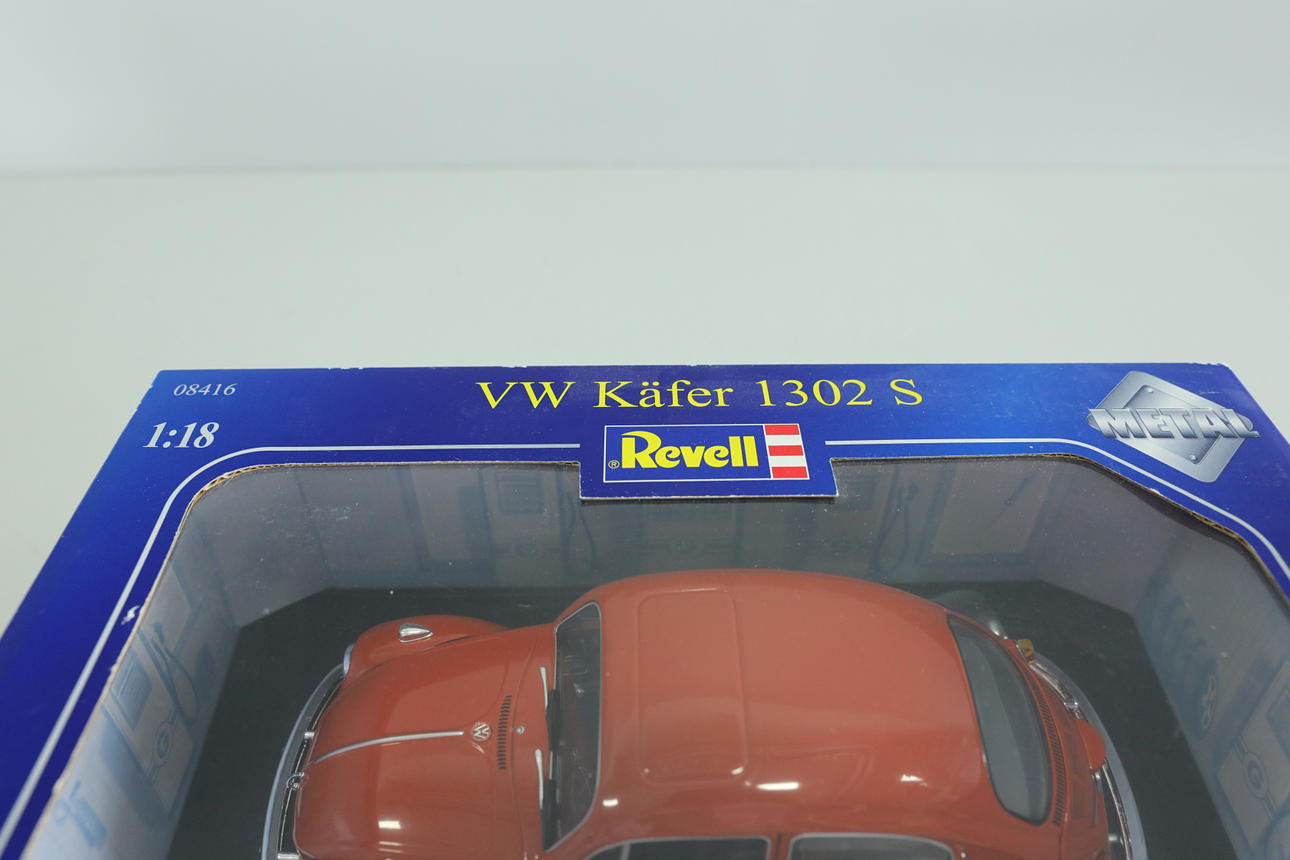 08416
VW Käfer 1302 S
1:18
METAL
® Revell